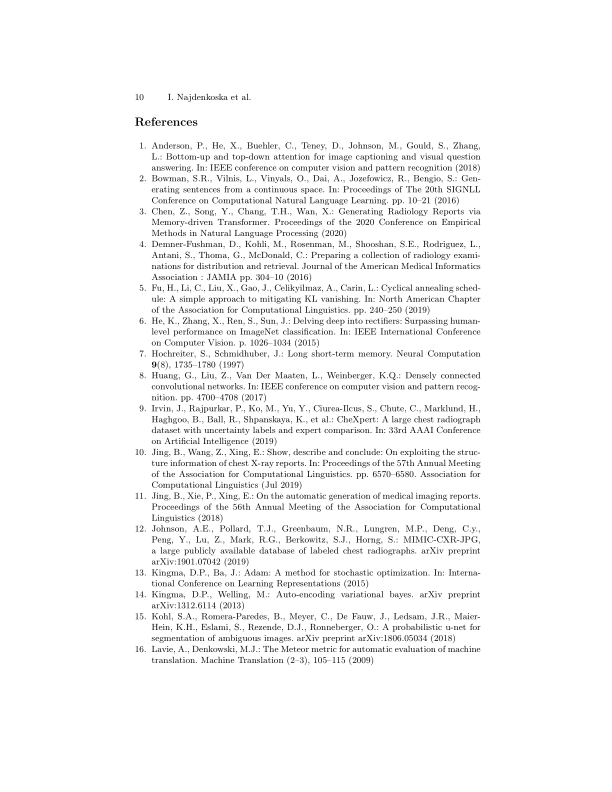 10 I. Najdenkoska et al.
References
1. Anderson, P., He, X., Buehler, C., Teney, D., Johnson, M., Gould, S., Zhang,
L.: Bottom-up and top-down attention for image captioning and visual question
answering. In: IEEE conference on computer vision and pattern recognition (2018)
2. Bowman, S.R., Vilnis, L., Vinyals, O., Dai, A., Jozefowicz, R., Bengio, S.: Gen-
erating sentences from a continuous space. In: Proceedings of The 20th SIGNLL
Conference on Computational Natural Language Learning. pp. 10–21 (2016)
3. Chen, Z., Song, Y., Chang, T.H., Wan, X.: Generating Radiology Reports via
Memory-driven Transformer. Proceedings of the 2020 Conference on Empirical
Methods in Natural Language Processing (2020)
4. Demner-Fushman, D., Kohli, M., Rosenman, M., Shooshan, S.E., Rodriguez, L.,
Antani, S., Thoma, G., McDonald, C.: Preparing a collection of radiology exami-
nations for distribution and retrieval. Journal of the American Medical Informatics
Association : JAMIA pp. 304–10 (2016)
5. Fu, H., Li, C., Liu, X., Gao, J., Celikyilmaz, A., Carin, L.: Cyclical annealing sched-
ule: A simple approach to mitigating KL vanishing. In: North American Chapter
of the Association for Computational Linguistics. pp. 240–250 (2019)
6. He, K., Zhang, X., Ren, S., Sun, J.: Delving deep into rectifiers: Surpassing human-
level performance on ImageNet classification. In: IEEE International Conference
on Computer Vision. p. 1026–1034 (2015)
7. Hochreiter, S., Schmidhuber, J.: Long short-term memory. Neural Computation
9(8), 1735–1780 (1997)
8. Huang, G., Liu, Z., Van Der Maaten, L., Weinberger, K.Q.: Densely connected
convolutional networks. In: IEEE conference on computer vision and pattern recog-
nition. pp. 4700–4708 (2017)
9. Irvin, J., Rajpurkar, P., Ko, M., Yu, Y., Ciurea-Ilcus, S., Chute, C., Marklund, H.,
Haghgoo, B., Ball, R., Shpanskaya, K., et al.: CheXpert: A large chest radiograph
dataset with uncertainty labels and expert comparison. In: 33rd AAAI Conference
on Artificial Intelligence (2019)
10. Jing, B., Wang, Z., Xing, E.: Show, describe and conclude: On exploiting the struc-
ture information of chest X-ray reports. In: Proceedings of the 57th Annual Meeting
of the Association for Computational Linguistics. pp. 6570–6580. Association for
Computational Linguistics (Jul 2019)
11. Jing, B., Xie, P., Xing, E.: On the automatic generation of medical imaging reports.
Proceedings of the 56th Annual Meeting of the Association for Computational
Linguistics (2018)
12. Johnson, A.E., Pollard, T.J., Greenbaum, N.R., Lungren, M.P., Deng, C.y.,
Peng, Y., Lu, Z., Mark, R.G., Berkowitz, S.J., Horng, S.: MIMIC-CXR-JPG,
a large publicly available database of labeled chest radiographs. arXiv preprint
arXiv:1901.07042 (2019)
13. Kingma, D.P., Ba, J.: Adam: A method for stochastic optimization. In: Interna-
tional Conference on Learning Representations (2015)
14. Kingma, D.P., Welling, M.: Auto-encoding variational bayes. arXiv preprint
arXiv:1312.6114 (2013)
15. Kohl, S.A., Romera-Paredes, B., Meyer, C., De Fauw, J., Ledsam, J.R., Maier-
Hein, K.H., Eslami, S., Rezende, D.J., Ronneberger, O.: A probabilistic u-net for
segmentation of ambiguous images. arXiv preprint arXiv:1806.05034 (2018)
16. Lavie, A., Denkowski, M.J.: The Meteor metric for automatic evaluation of machine
translation. Machine Translation (2–3), 105–115 (2009)